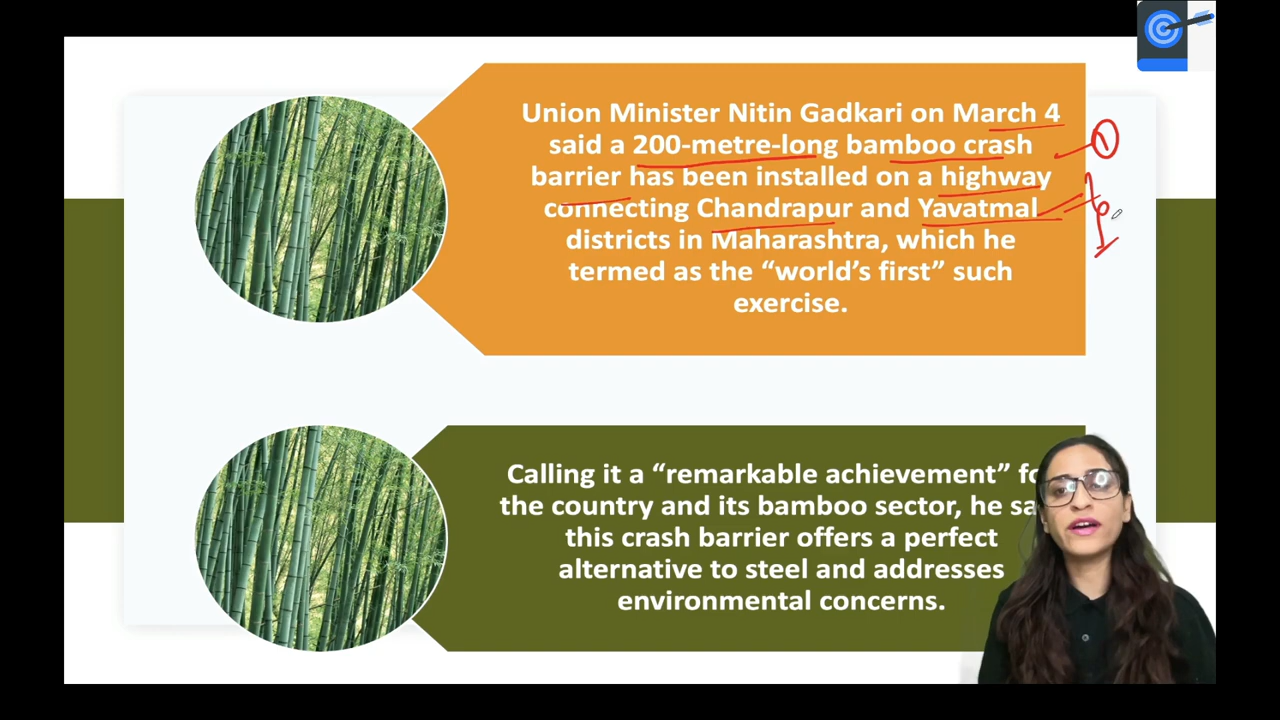 Union Minister Nitin Gadkari on March 4
said a 200-metre-long bamboo crash
barrier has been installed on a highway
connecting Chandrapur and Yavatmal
districts in Maharashtra, which he
termed as the “world’s first” such
exercise.
Calling it a “remarkable achievement”
the country and its bamboo sector, he
this crash barrier offers a perfect
alternative to steel and addresses
environmental concerns.